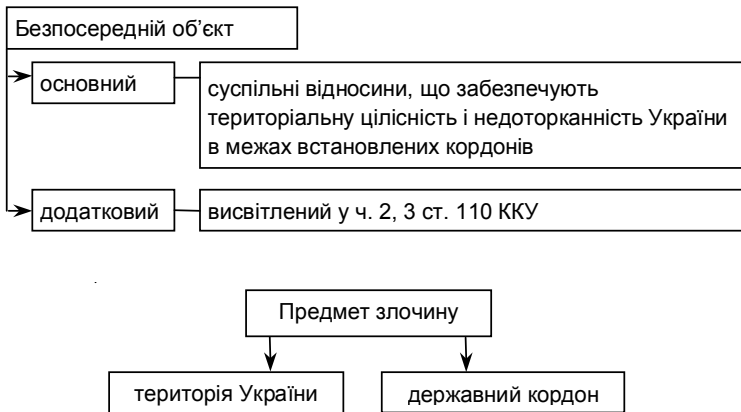 Безпосередній об’єкт
основний
суспільні відносини, що забезпечують
територіальну цілісність і недоторканність України
в межах встановлених кордонів
додатковий
висвітлений у ч. 2, 3 ст. 110 ККУ
Предмет злочину
територія України
державний кордон